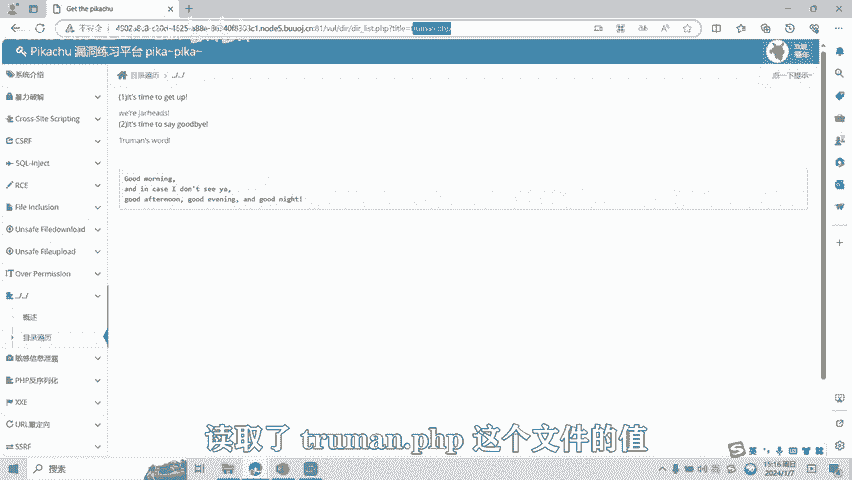 Get the pikachu
node5.buuoj.cn:81/vul/dir/dir_list.php?title=truman.php
Pikachu 漏洞练习平台 pika~pika~
系统介绍
暴力破解
Cross-Site Scripting
CSRF
SQL-Inject
RCE
File Inclusion
Unsafe Filedownload
Unsafe Fileupload
Over Permission
../../
概述
目录遍历
敏感信息泄露
PHP反序列化
XXE
URL重定向
SSRF
目录遍历 > ../../
点一下提示~
(1)it's time to get up!
we're jarheads!
(2)it's time to say goodbye!
Truman's word!
Good morning,
and in case I don't see ya,
good afternoon, good evening, and good night!
读取了 truman.php 这个文件的值
搜索
英
15:16 周日
2024/1/7